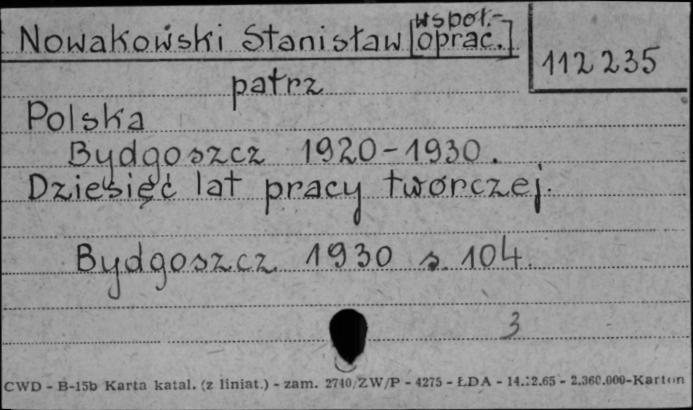 Nowakowski Stanisław [współ-
oprac.]
112235
patrz
Polska
Bydgoszcz 1920-1930.
Dziesięć lat pracy twórczej.
Bydgoszcz 1930 s. 104.
3
CWD - B-15b Karta katal. (z liniat.) - zam. 2740/ZW/P - 4275 - ŁDA - 14.12.65 - 2.360.000-Karton